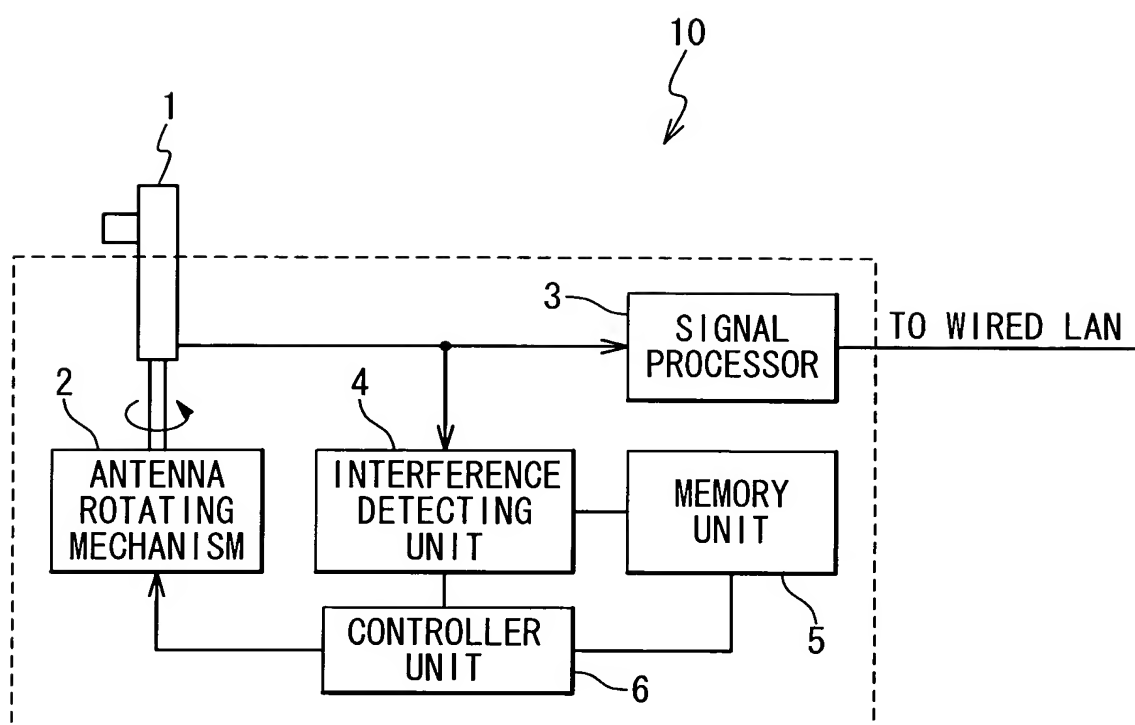 10
1
3
SIGNAL
PROCESSOR
TO WIRED LAN
2
4
ANTENNA
ROTATING
MECHANISM
INTERFERENCE
DETECTING
UNIT
MEMORY
UNIT
CONTROLLER
UNIT
5
6